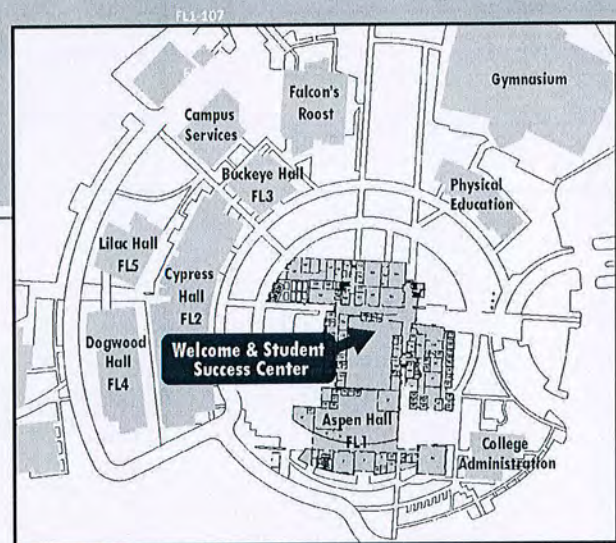 FL1-107
Gymnasium
Falcon's
Roost
Campus
Services
Buckeye Hall
FL3
Physical
Education
Lilac Hall
FL5
Cypress
Hall
FL2
Dogwood
Hall
FL4
Welcome & Student
Success Center
Aspen Hall
FL1
College
Administration